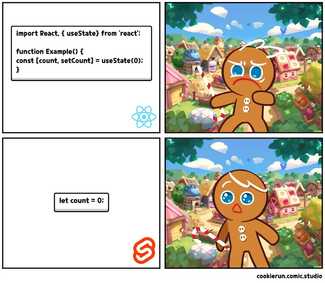 import React, { useState} from 'react';
function Example() {
const [count, setCount] = useState(0);
}
let count = 0;
cookierun.comic.studio